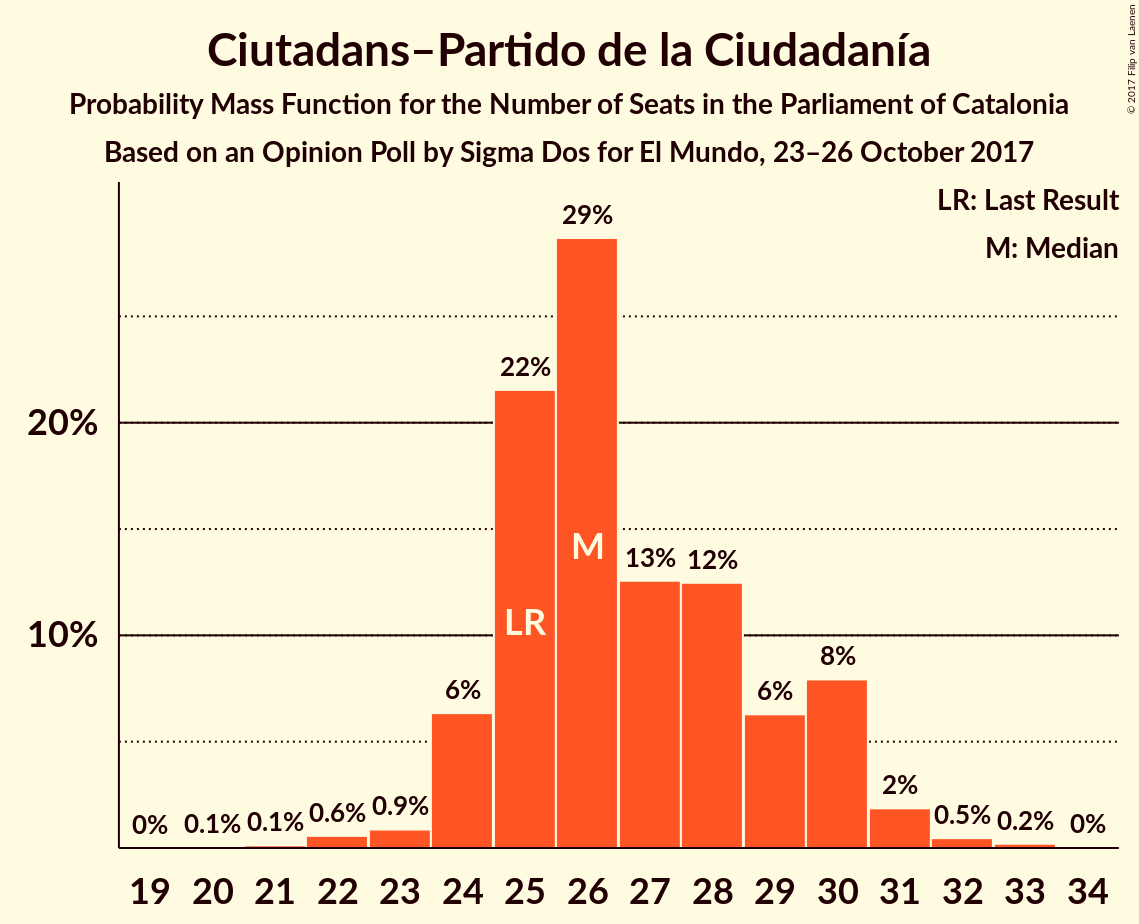 Ciutadans–Partido de la Ciudadanía
Probability Mass Function for the Number of Seats in the Parliament of Catalonia
Based on an Opinion Poll by Sigma Dos for El Mundo, 23–26 October 2017
© 2017 Filip van Laenen
LR: Last Result
M: Median
20%
10%
0%
0.1%
0.1%
0.6%
0.9%
6%
22%
29%
13%
12%
6%
8%
2%
0.5%
0.2%
0%
LR
M
19 20 21 22 23 24 25 26 27 28 29 30 31 32 33 34